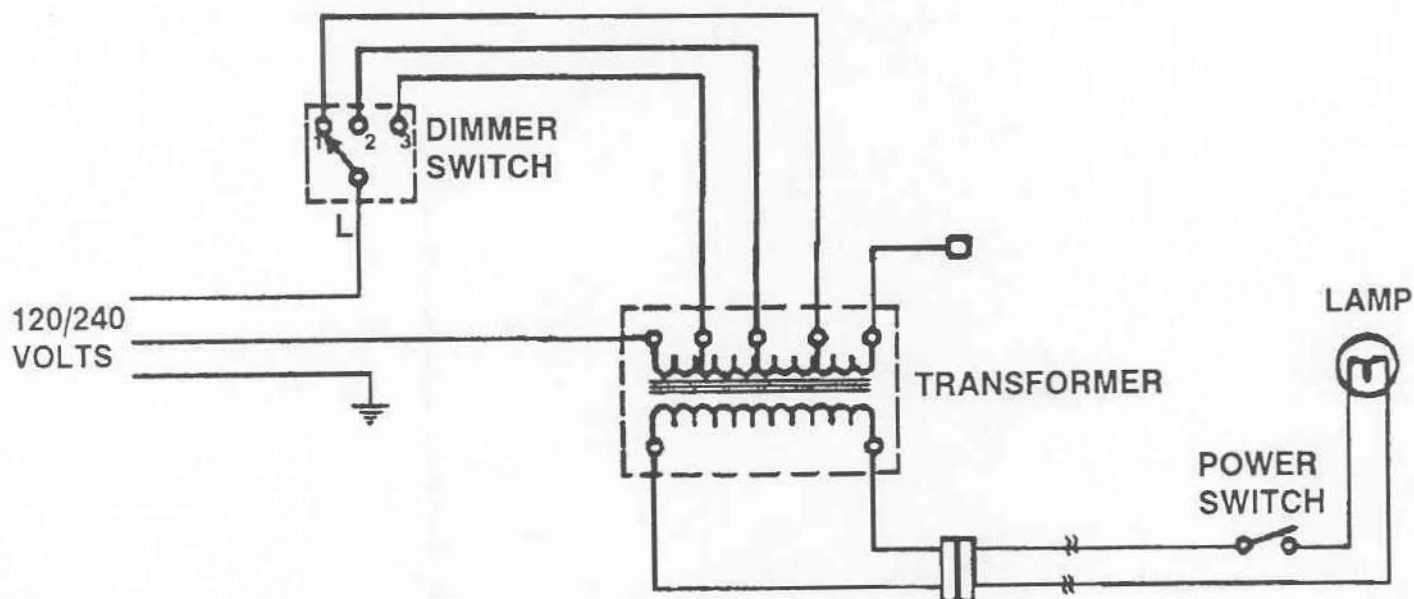 1 2 3
DIMMER
SWITCH
L
120/240
VOLTS
LAMP
TRANSFORMER
POWER
SWITCH